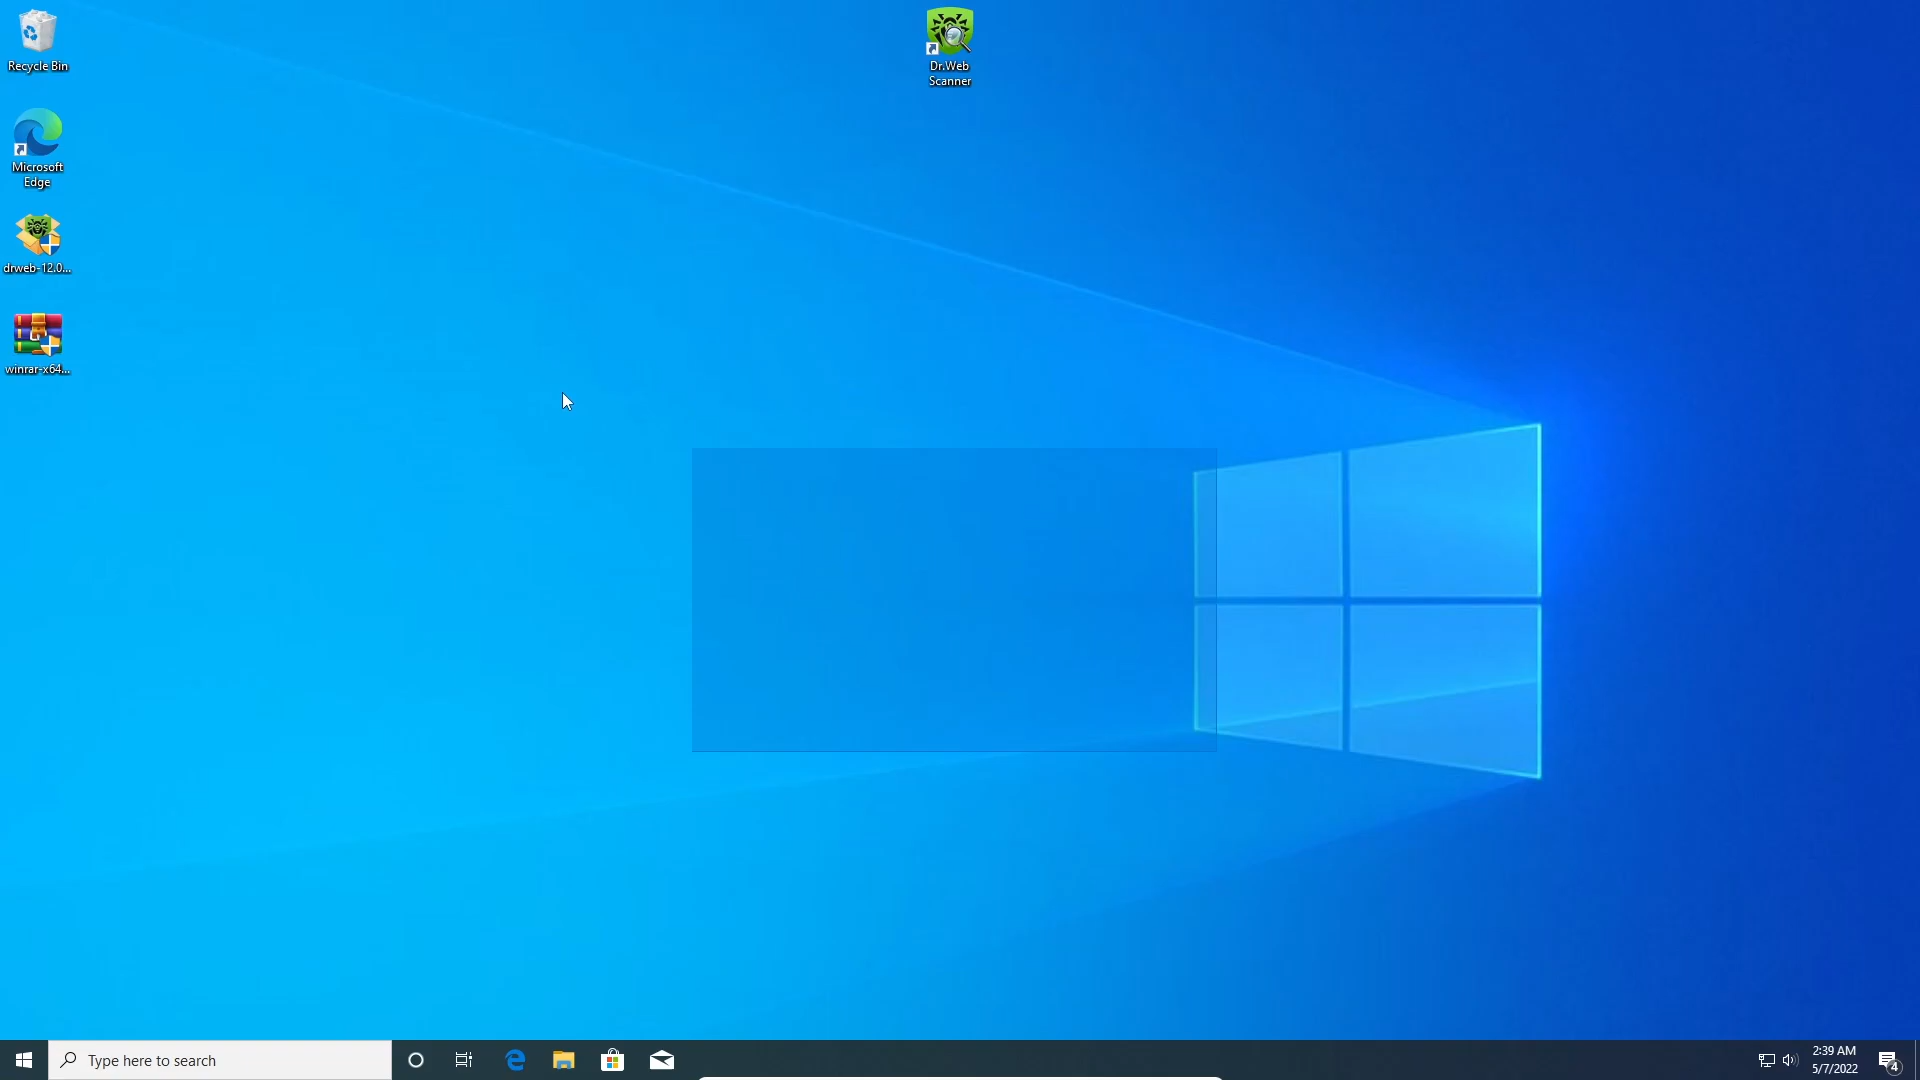 Recycle Bin
Dr.Web
Scanner
Microsoft
Edge
drweb-12.0...
winrar-x64...
Type here to search
2:39 AM
5/7/2022
4